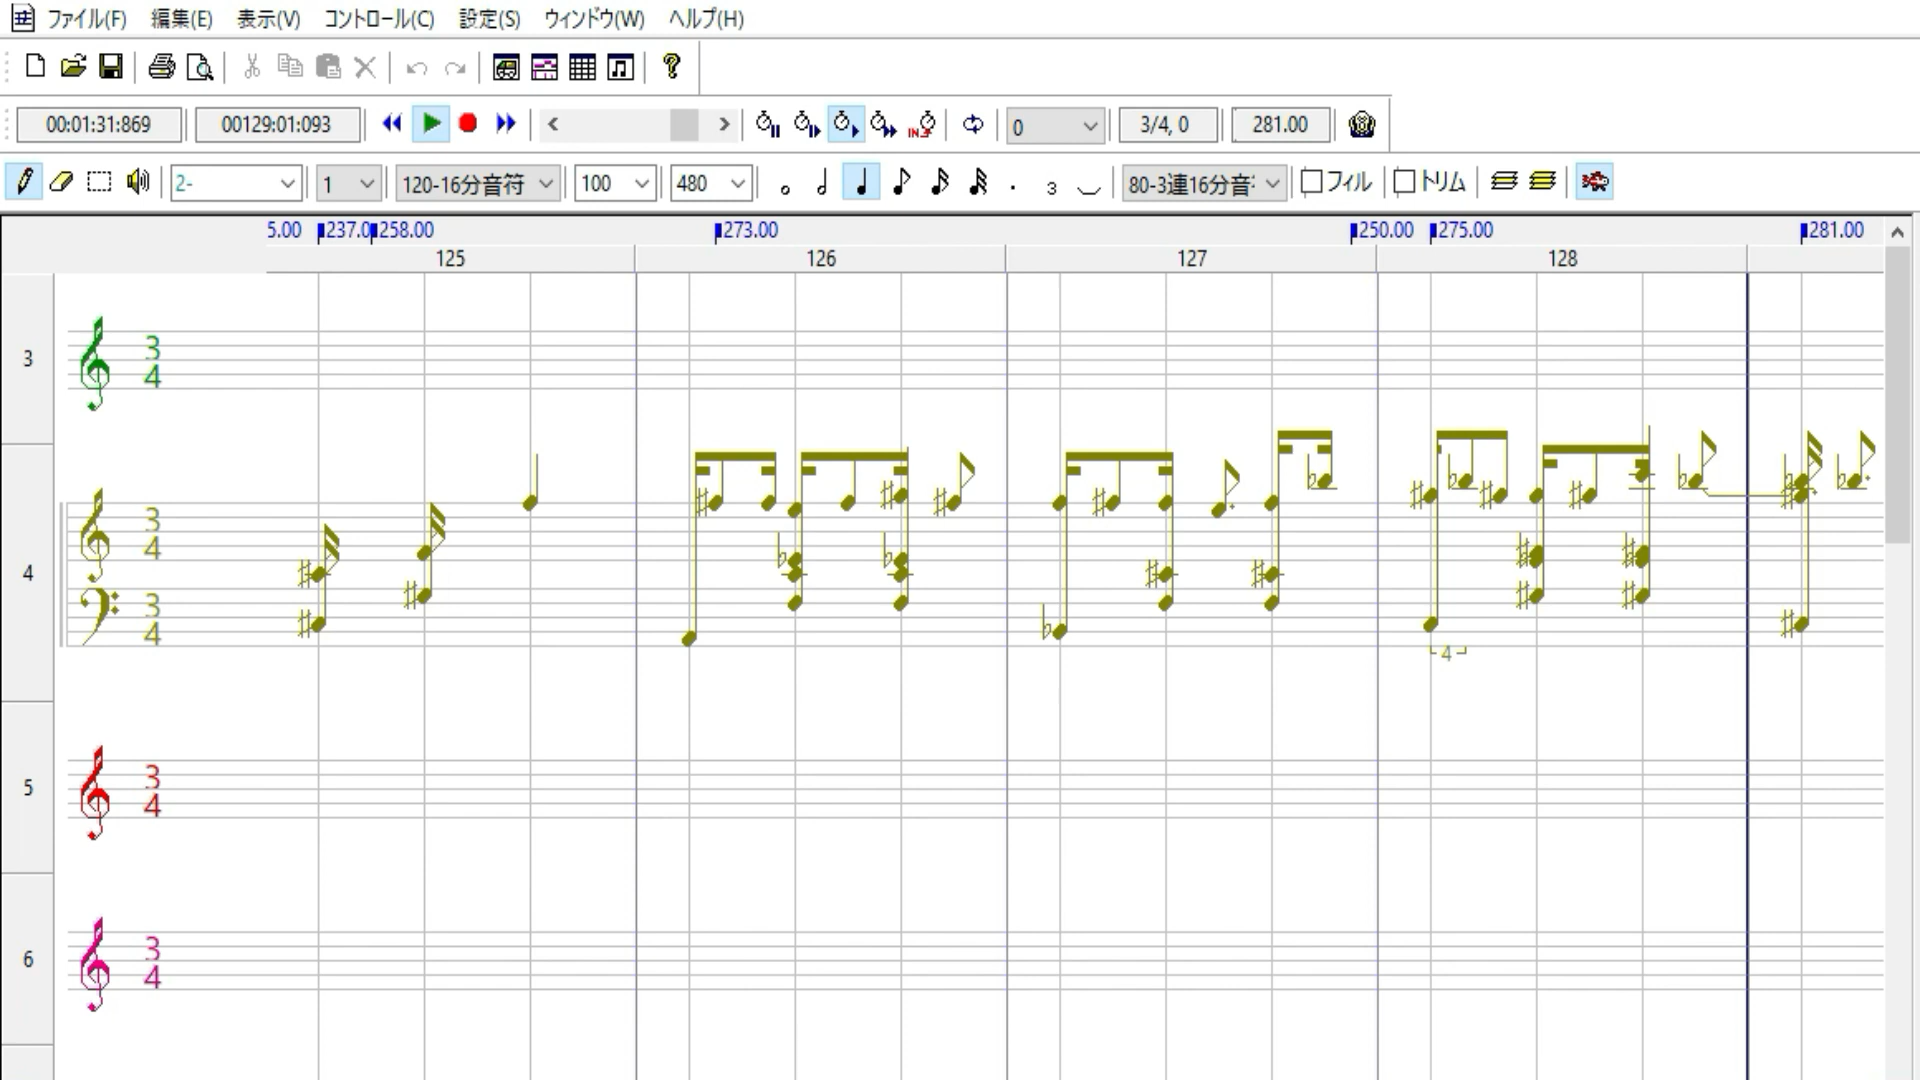 ファイル(F) 編集(E) 表示(V) コントロール(C) 設定(S) ウィンドウ(W) ヘルプ(H)
00:01:31:869 00129:01:093 0 3/4, 0 281.00
2- 1 120-16分音符 100 480 3 80-3連16分音 フィル トリム
5.00 237.0 258.00 273.00 250.00 275.00 281.00
125 126 127 128
3 3 4
4 3 4
3 4
4
5 3 4
6 3 4